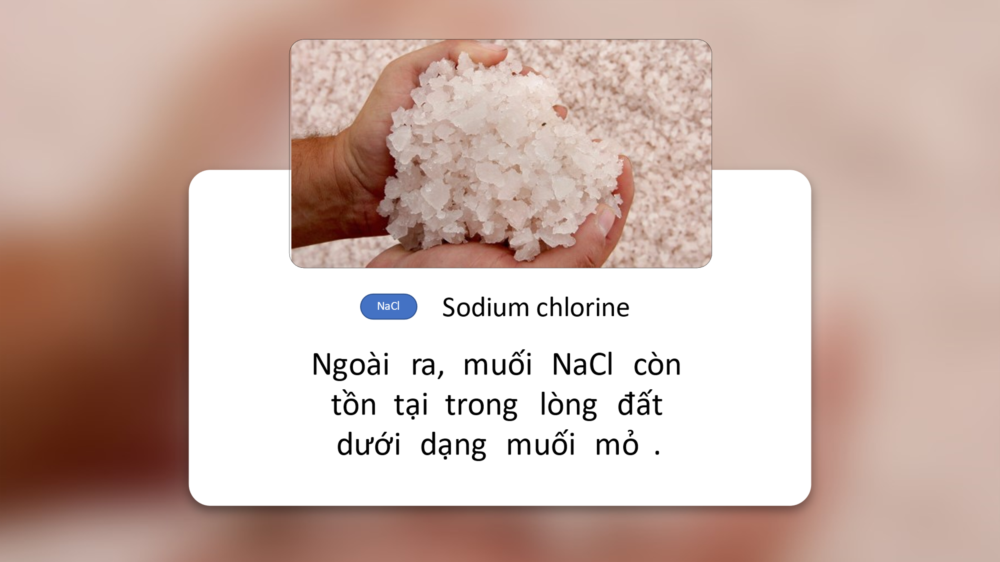 NaCl Sodium chlorine
Ngoài ra, muối NaCl còn
tồn tại trong lòng đất
dưới dạng muối mỏ .